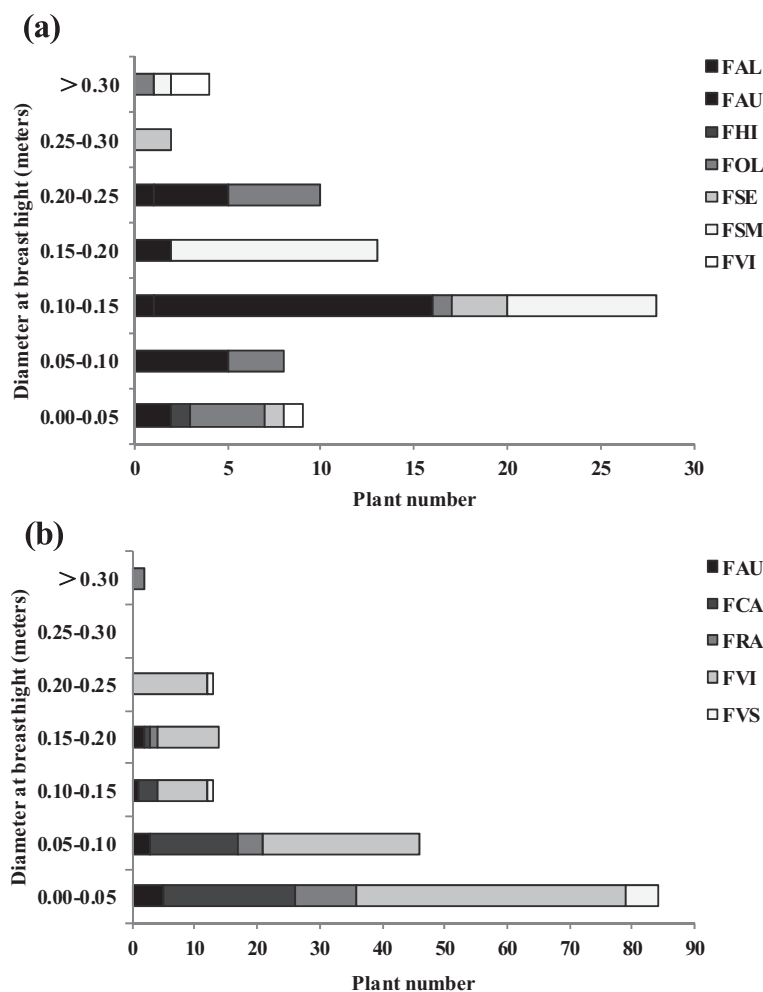 (a)
Diameter at breast hight (meters)
＞0.30
0.25-0.30
0.20-0.25
0.15-0.20
0.10-0.15
0.05-0.10
0.00-0.05
0 5 10 15 20 25 30
Plant number
FAL
FAU
FHI
FOL
FSE
FSM
FVI
(b)
Diameter at breast hight (meters)
＞0.30
0.25-0.30
0.20-0.25
0.15-0.20
0.10-0.15
0.05-0.10
0.00-0.05
0 10 20 30 40 50 60 70 80 90
Plant number
FAU
FCA
FRA
FVI
FVS